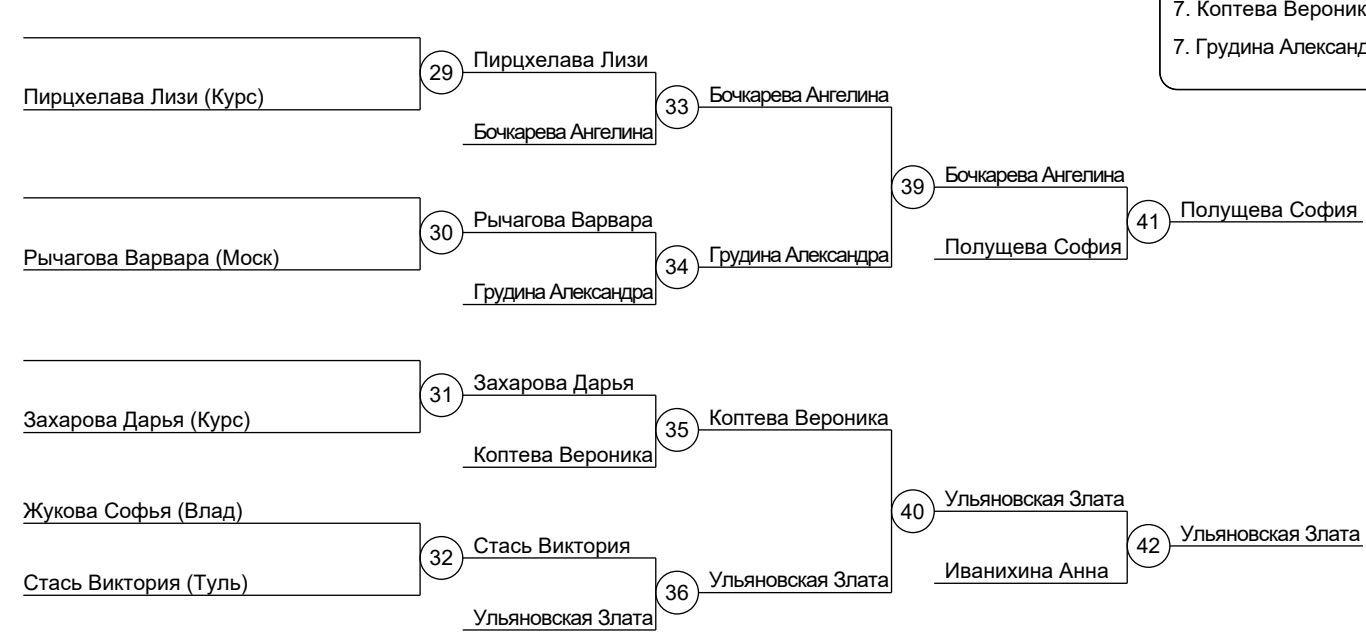 7. Коптева
7. Грудина
29 Пирцхелава Лизи
Пирцхелава Лизи (Курс)
33 Бочкарева Ангелина
Бочкарева Ангелина
39 Бочкарева Ангелина
30 Рычагова Варвара
Рычагова Варвара (Моск)
34 Грудина Александра
Грудина Александра
41 Полущева София
Полущева София
31 Захарова Дарья
Захарова Дарья (Курс)
35 Коптева Вероника
Коптева Вероника
Жукова Софья (Влад)
32 Стась Виктория
Стась Виктория (Туль)
36 Ульяновская Злата
Ульяновская Злата
40 Ульяновская Злата
42 Ульяновская Злата
Иванихина Анна